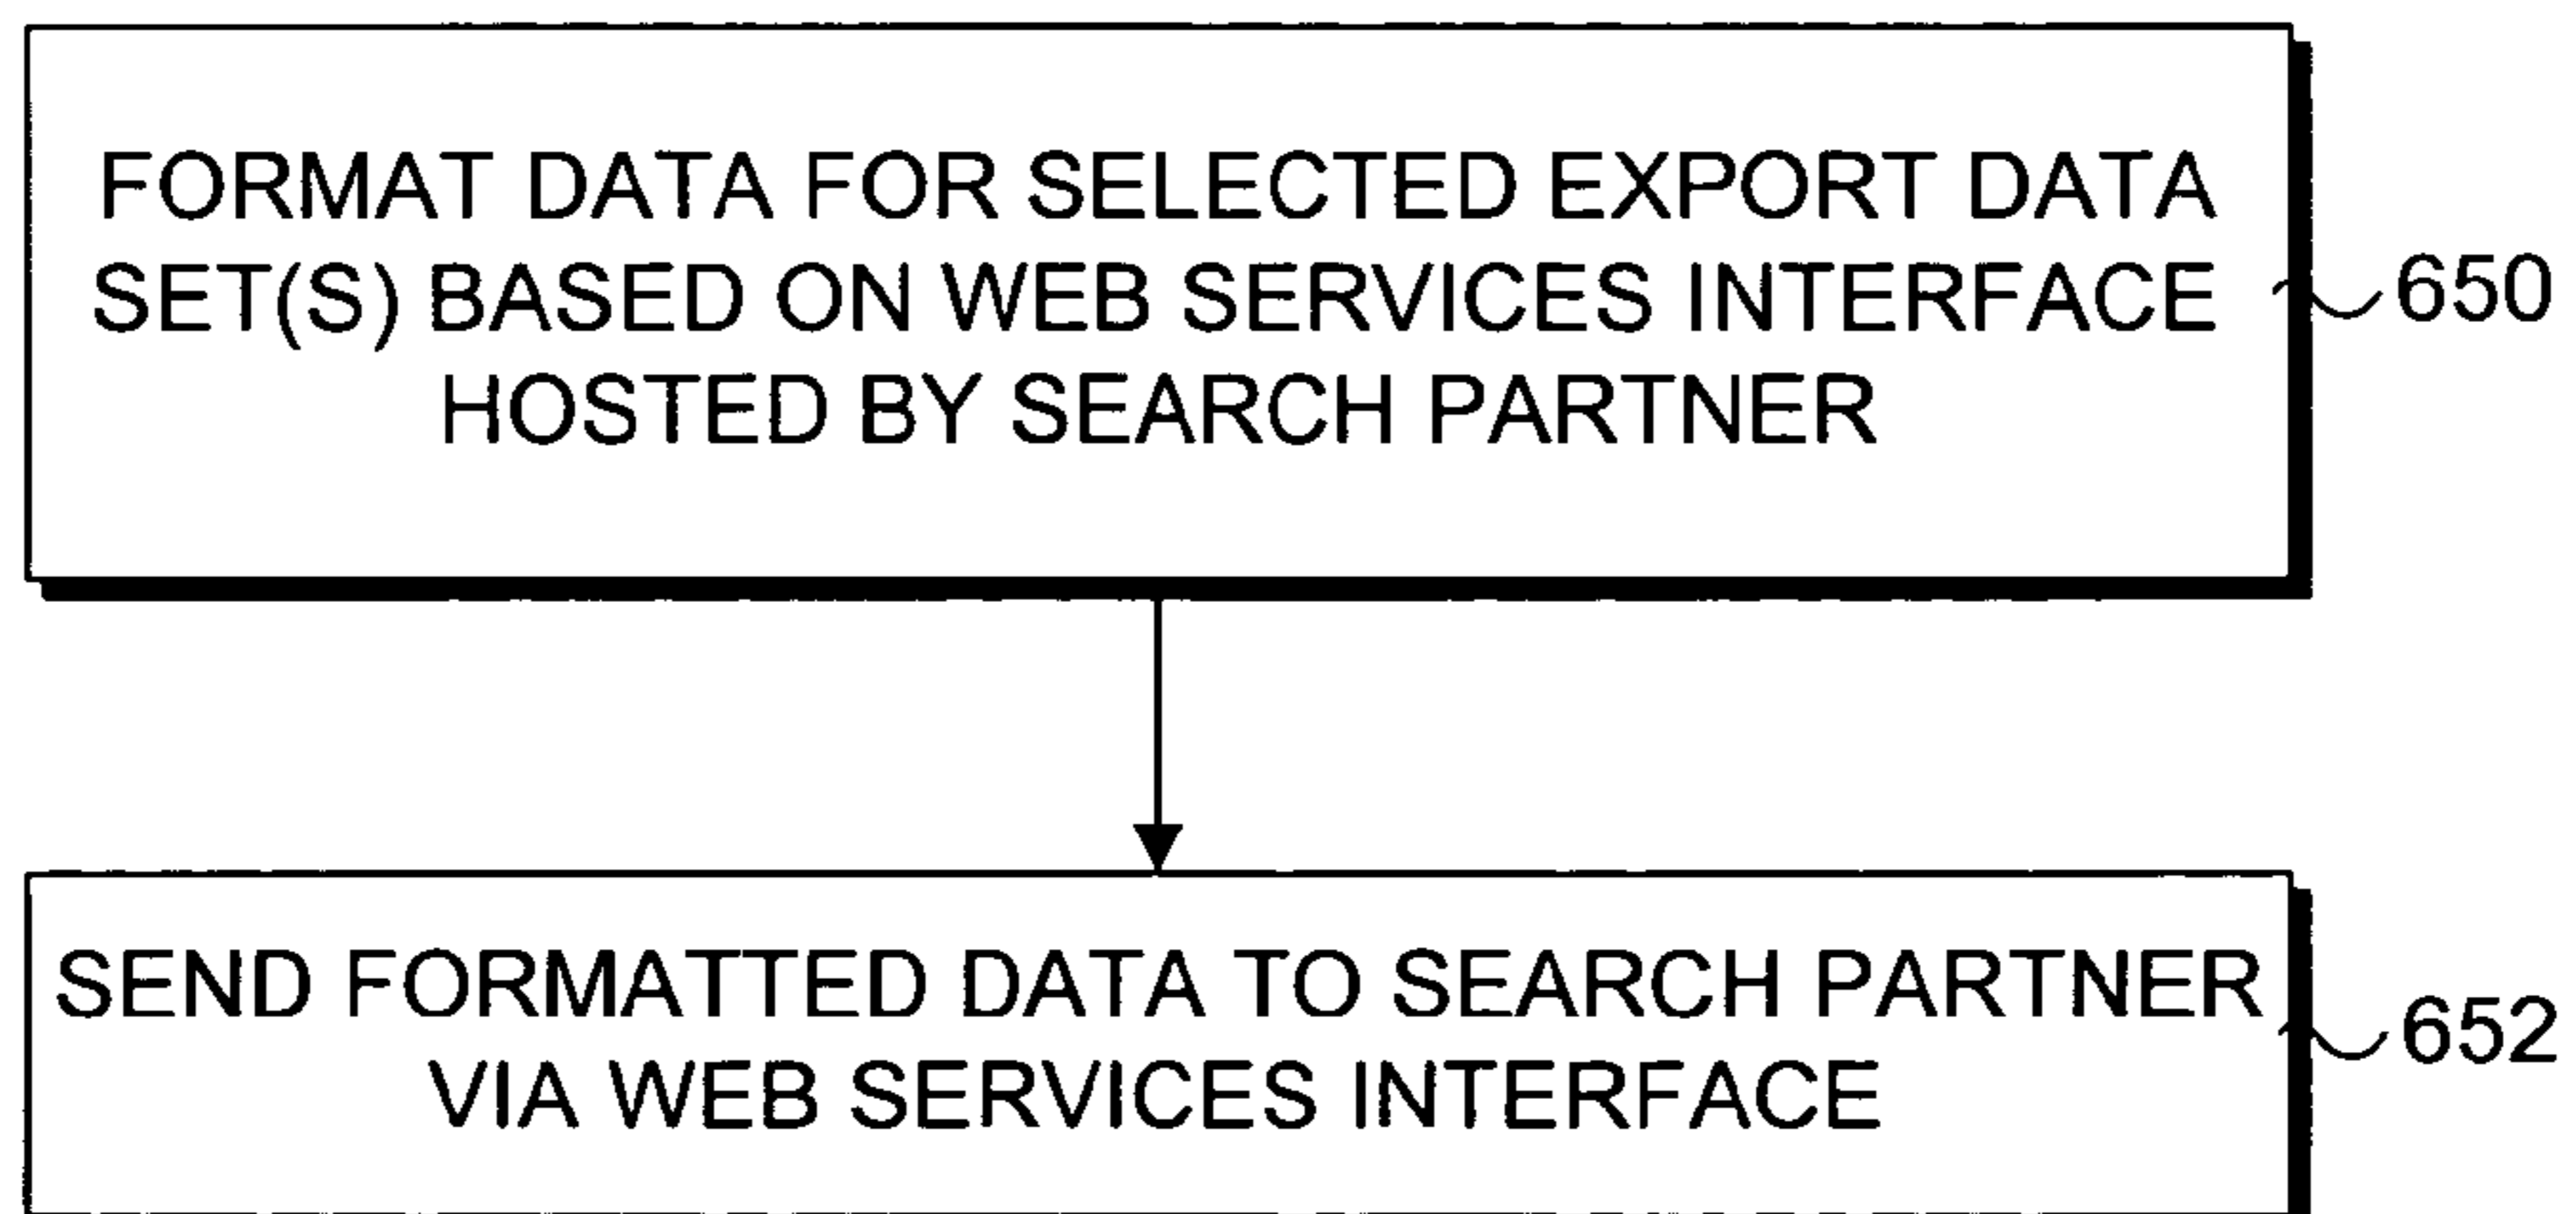 FORMAT DATA FOR SELECTED EXPORT DATA
SET(S) BASED ON WEB SERVICES INTERFACE
HOSTED BY SEARCH PARTNER
650
SEND FORMATTED DATA TO SEARCH PARTNER
VIA WEB SERVICES INTERFACE
652